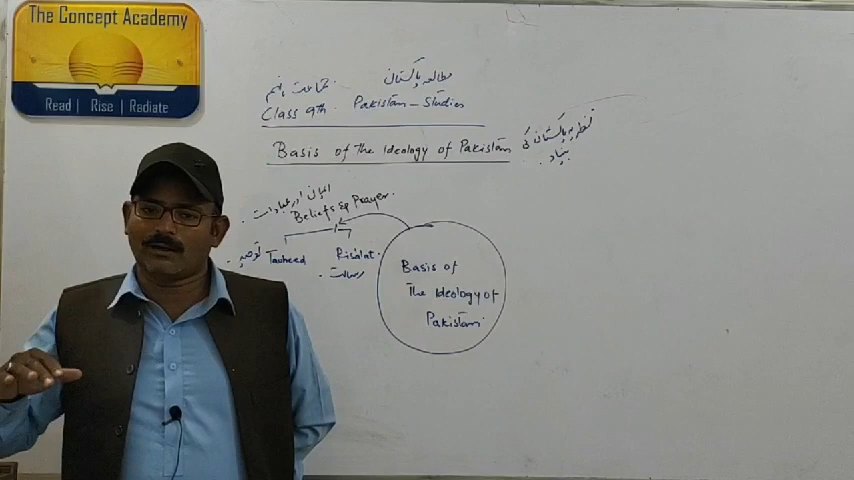 The Concept Academy
Read | Rise | Radiate
مطالعہ پاکستان
جماعت نہم
Class 9th. Pakistan-Studies
Basis of The Ideology of Pakistan
نظریہ پاکستان کی
بنیاد
ایمان اور عبادات
Beliefs & Prayer.
توحید Tauheed
Risalat.
رسالت
Basis of
The Ideology of
Pakistan